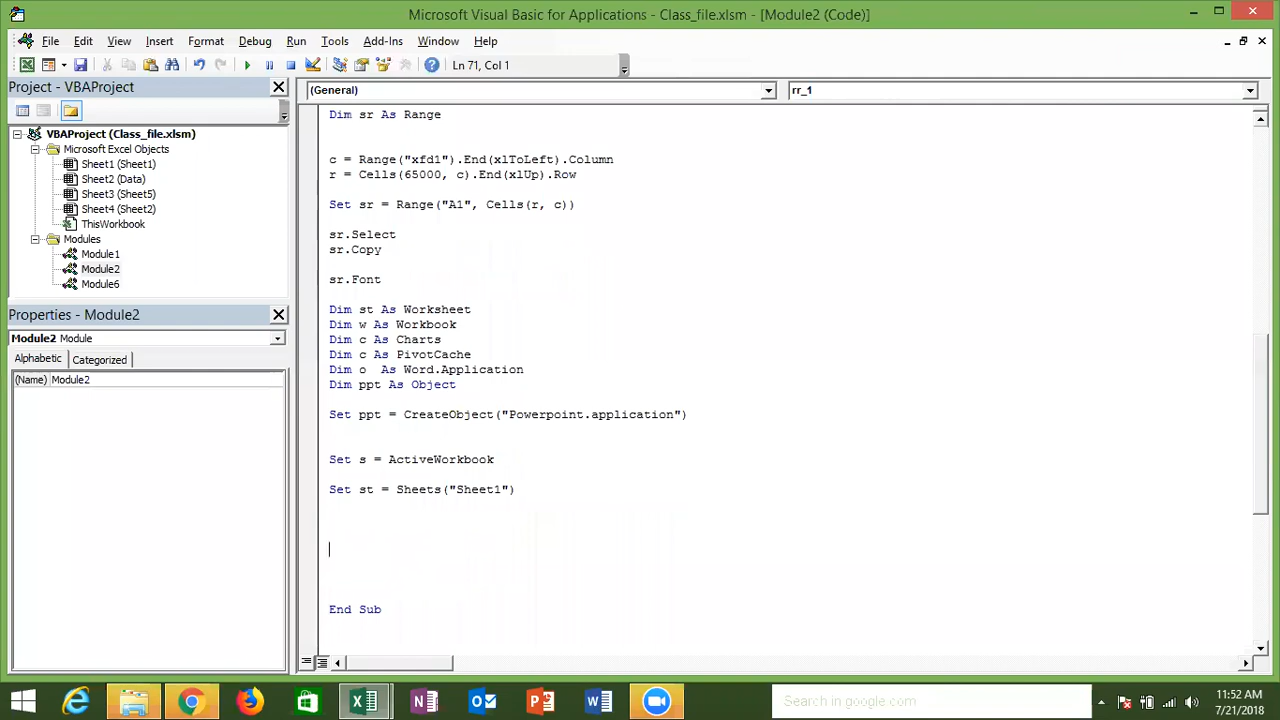 Microsoft Visual Basic for Applications - Class_file.xlsm - [Module2 (Code)]
File Edit View Insert Format Debug Run Tools Add-Ins Window Help
Ln 71, Col 1
Project - VBAProject
(General)
rr_1
VBAProject (Class_file.xlsm)
Microsoft Excel Objects
Sheet1 (Sheet1)
Sheet2 (Data)
Sheet3 (Sheet5)
Sheet4 (Sheet2)
ThisWorkbook
Modules
Module1
Module2
Module6
Properties - Module2
Module2 Module
Alphabetic Categorized
(Name) Module2
Dim sr As Range
c = Range("xfd1").End(xlToLeft).Column
r = Cells(65000, c).End(xlUp).Row
Set sr = Range("A1", Cells(r, c))
sr.Select
sr.Copy
sr.Font
Dim st As Worksheet
Dim w As Workbook
Dim c As Charts
Dim c As PivotCache
Dim o  As Word.Application
Dim ppt As Object
Set ppt = CreateObject("Powerpoint.application")
Set s = ActiveWorkbook
Set st = Sheets("Sheet1")
End Sub
Search in google.com
11:52 AM
7/21/2018